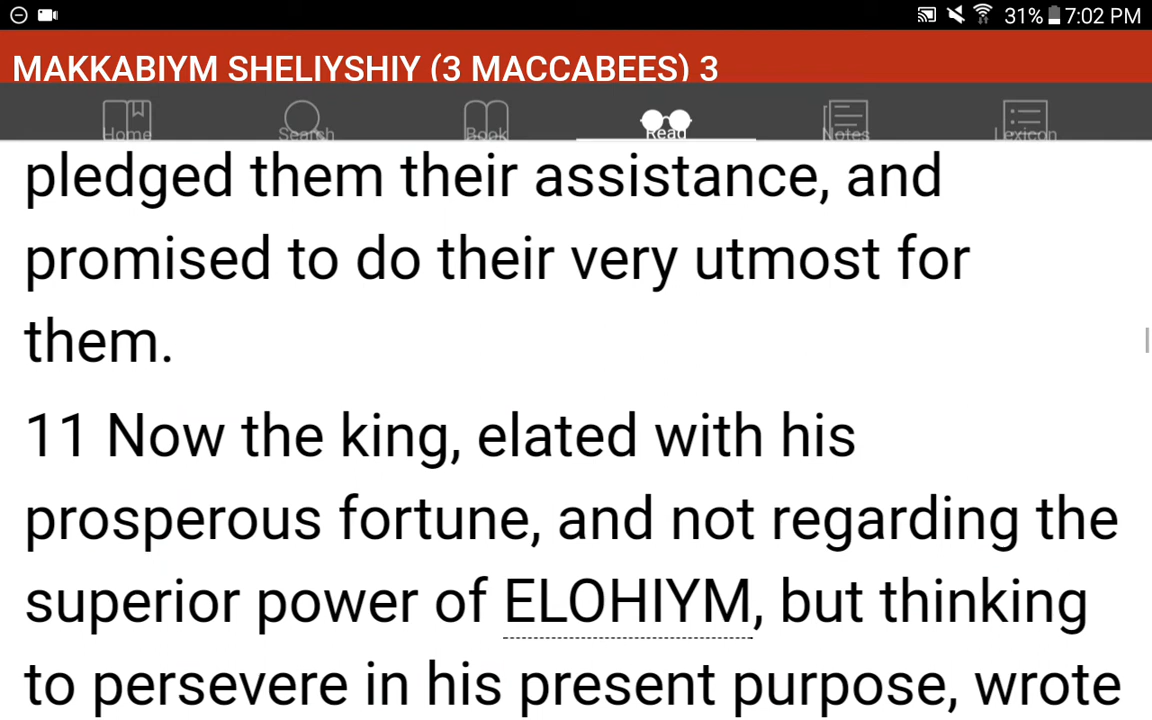 31% 7:02 PM
MAKKABIYM SHELIYSHIY (3 MACCABEES) 3
Home Search Book Read Notes Lexicon
pledged them their assistance, and
promised to do their very utmost for
them.
11 Now the king, elated with his
prosperous fortune, and not regarding the
superior power of ELOHIYM, but thinking
to persevere in his present purpose, wrote